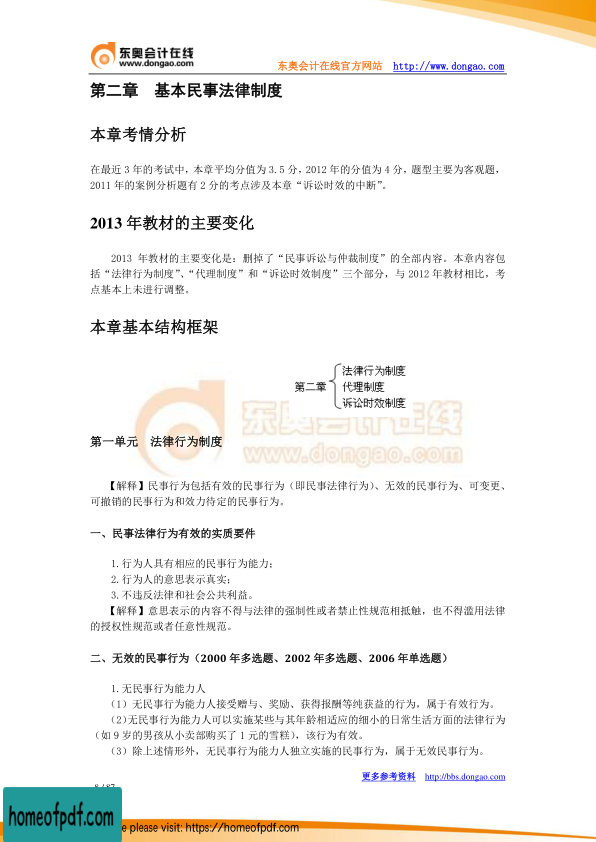 东奥会计在线
www.dongao.com
东奥会计在线官方网站 http://www.dongao.com
第二章 基本民事法律制度
本章考情分析
在最近 3 年的考试中，本章平均分值为 3.5 分，2012 年的分值为 4 分，题型主要为客观题，
2011 年的案例分析题有 2 分的考点涉及本章“诉讼时效的中断”。
2013 年教材的主要变化
2013 年教材的主要变化是：删掉了“民事诉讼与仲裁制度”的全部内容。本章内容包
括“法律行为制度”、“代理制度”和“诉讼时效制度”三个部分，与 2012 年教材相比，考
点基本上未进行调整。
本章基本结构框架
法律行为制度
第二章 代理制度
诉讼时效制度
东奥会计在线
www.dongao.com
第一单元 法律行为制度
【解释】民事行为包括有效的民事行为（即民事法律行为）、无效的民事行为、可变更、
可撤销的民事行为和效力待定的民事行为。
一、民事法律行为有效的实质要件
1.行为人具有相应的民事行为能力；
2.行为人的意思表示真实；
3.不违反法律和社会公共利益。
【解释】意思表示的内容不得与法律的强制性或者禁止性规范相抵触，也不得滥用法律
的授权性规范或者任意性规范。
二、无效的民事行为（2000 年多选题、2002 年多选题、2006 年单选题）
1.无民事行为能力人
（1）无民事行为能力人接受赠与、奖励、获得报酬等纯获益的行为，属于有效行为。
（2）无民事行为能力人可以实施某些与其年龄相适应的细小的日常生活方面的法律行为
（如 9 岁的男孩从小卖部购买了 1 元的雪糕），该行为有效。
（3）除上述情形外，无民事行为能力人独立实施的民事行为，属于无效民事行为。
更多参考资料 http://bbs.dongao.com
homeofpdf.com
please visit: https://homeofpdf.com